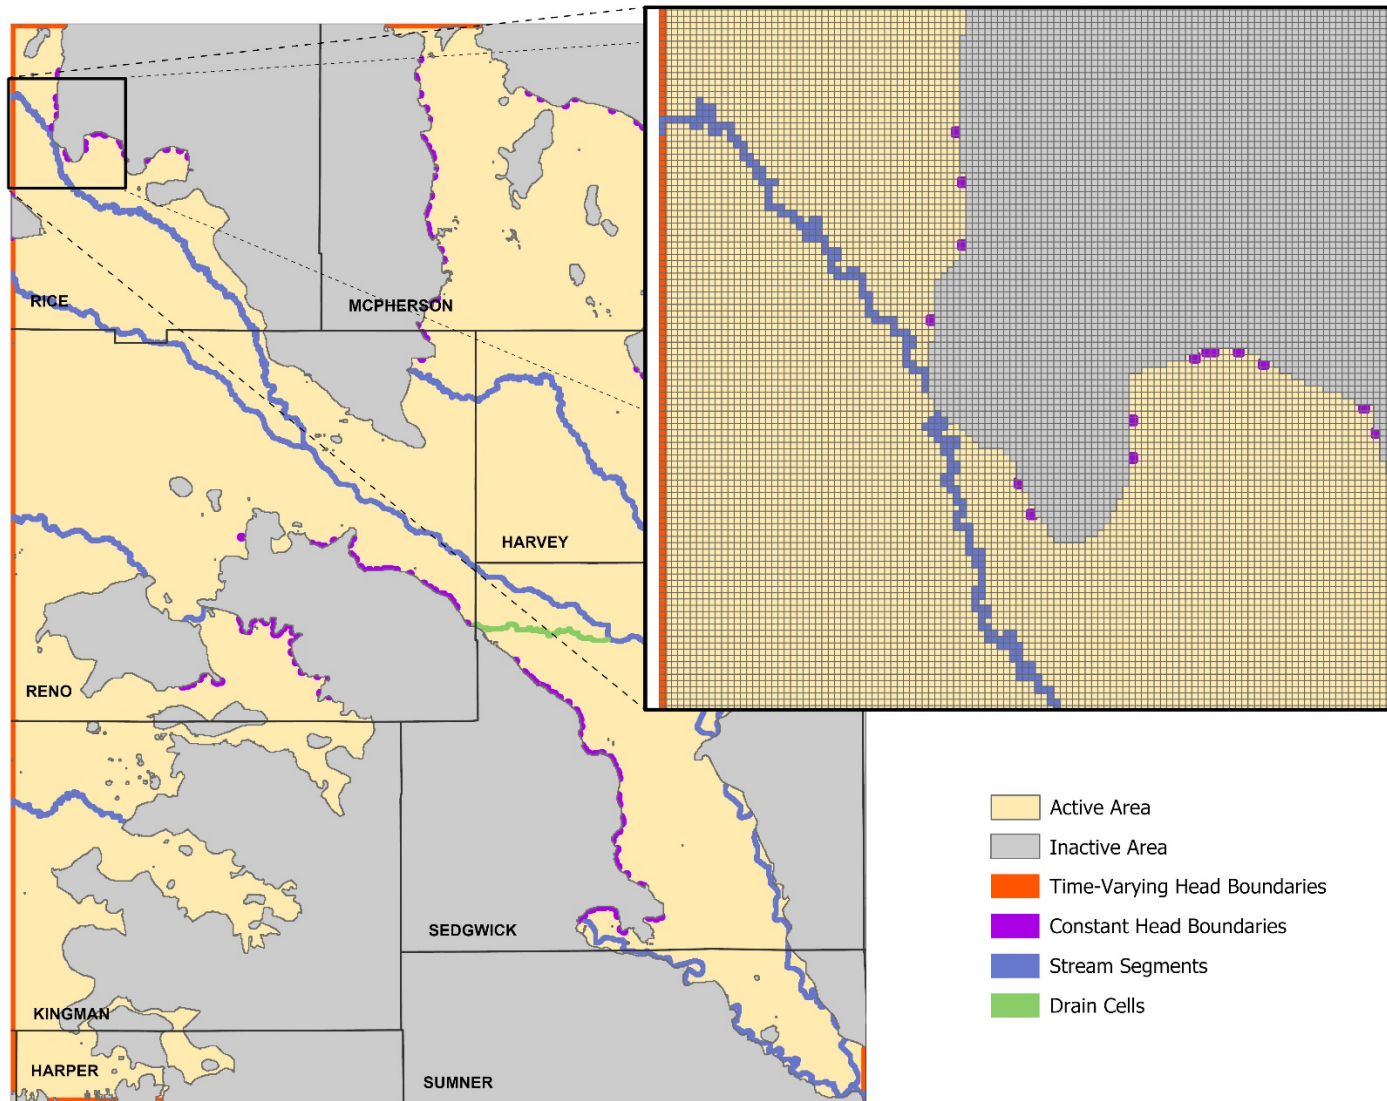 RICE
MCPHERSON
HARVEY
RENO
SEDGWICK
KINGMAN
HARPER
SUMNER
Active Area
Inactive Area
Time-Varying Head Boundaries
Constant Head Boundaries
Stream Segments
Drain Cells